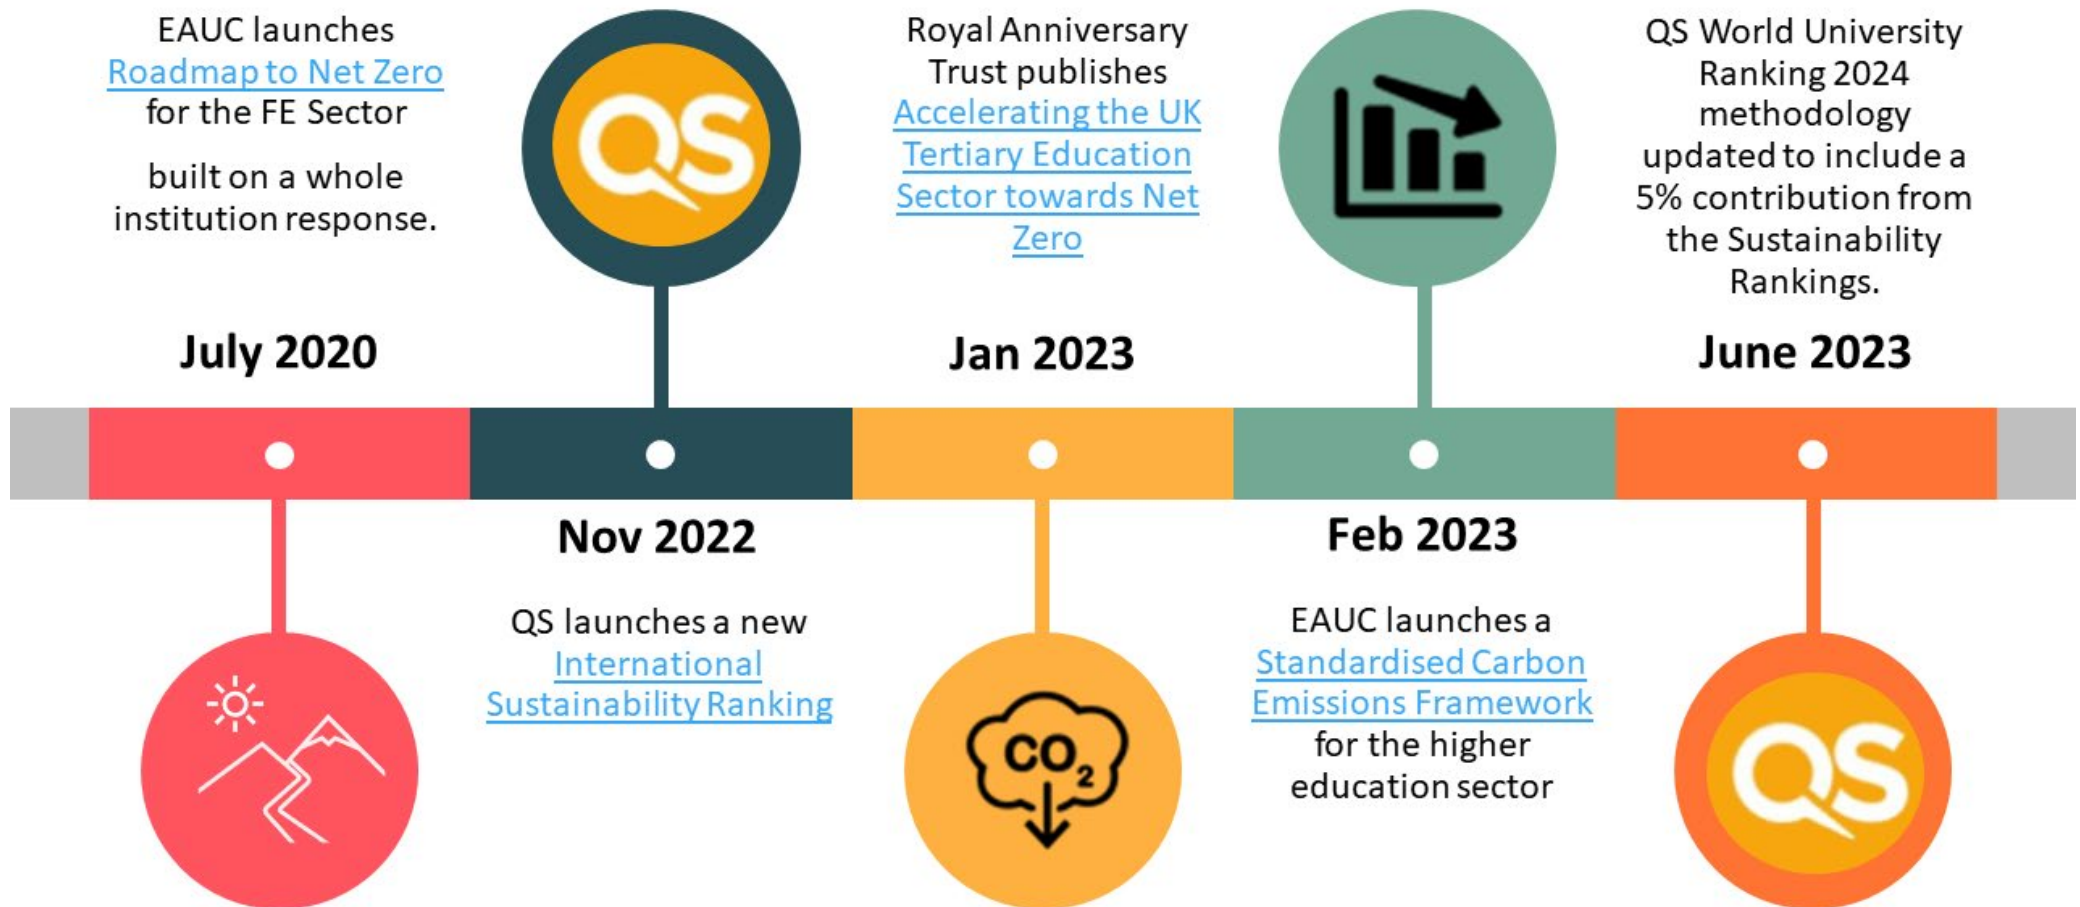 EAUC launches
Roadmap to Net Zero
for the FE Sector
built on a whole
institution response.
July 2020
QS
Nov 2022
QS launches a new
International
Sustainability Ranking
Royal Anniversary
Trust publishes
Accelerating the UK
Tertiary Education
Sector towards Net
Zero
Jan 2023
CO2
Feb 2023
EAUC launches a
Standardised Carbon
Emissions Framework
for the higher
education sector
QS World University
Ranking 2024
methodology
updated to include a
5% contribution from
the Sustainability
Rankings.
June 2023
QS